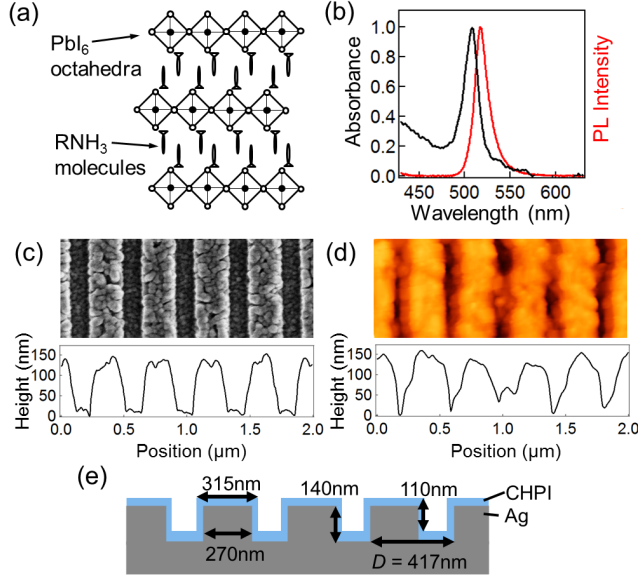 (a)
PbI₆
octahedra
RNH₃
molecules
(b)
Absorbance
1.0
0.8
0.6
0.4
0.2
0.0
450 500 550 600
Wavelength (nm)
PL Intensity
(c)
Height (nm)
150
100
50
0
0.0 0.5 1.0 1.5 2.0
Position (µm)
(d)
Height (nm)
150
100
50
0
0.0 0.5 1.0 1.5 2.0
Position (µm)
(e)
315nm 140nm 110nm
CHPI
Ag
270nm
D = 417nm